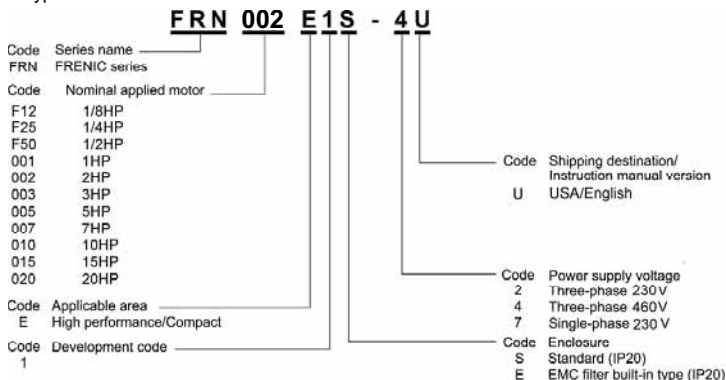 FRN 002 E1S - 4U
Code Series name
FRN FRENIC series
Code Nominal applied motor
F12 1/8HP
F25 1/4HP
F50 1/2HP
001 1HP
002 2HP
003 3HP
005 5HP
007 7HP
010 10HP
015 15HP
020 20HP
Code Applicable area
E High performance/Compact
Code Development code
1
Code Shipping destination/
Instruction manual version
U USA/English
Code Power supply voltage
2 Three-phase 230V
4 Three-phase 460V
7 Single-phase 230V
Code Enclosure
S Standard (IP20)
E EMC filter built-in type (IP20)